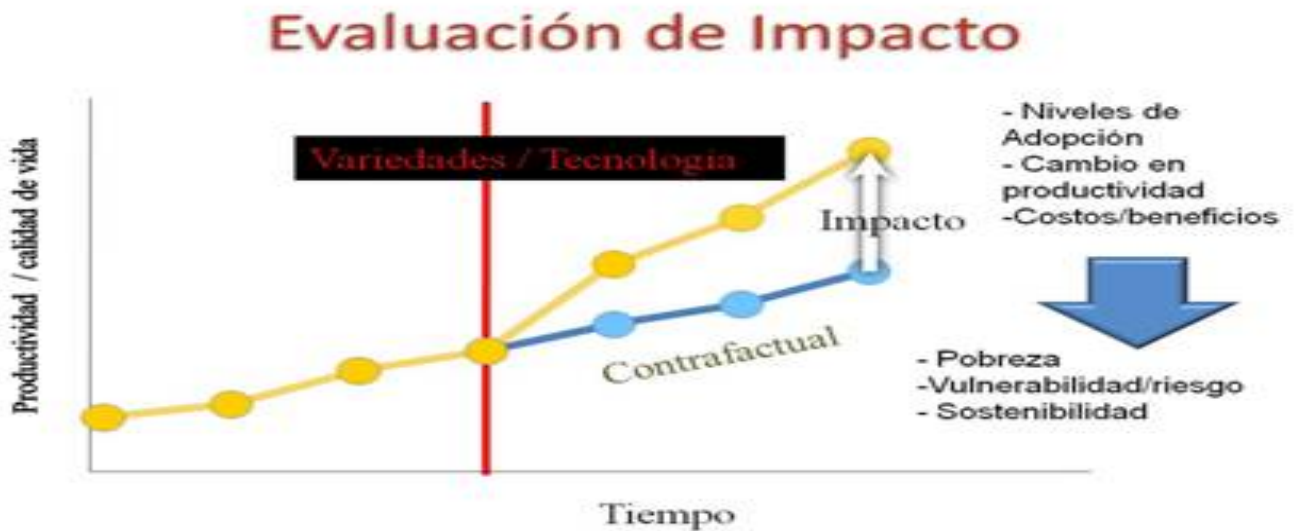 Evaluación de Impacto
Productividad / calidad de vida
Variedades / Tecnologia
Impacto
Contrafactual
Tiempo
- Niveles de
Adopción
- Cambio en
productividad
-Costos/beneficios
- Pobreza
-Vulnerabilidad/riesgo
- Sostenibilidad